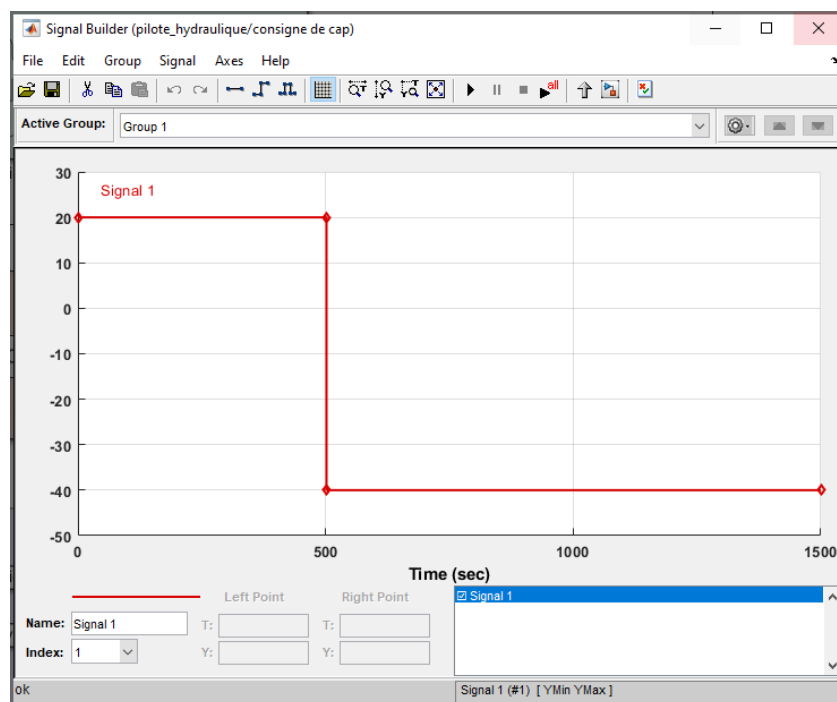 Signal Builder (pilote_hydraulique/consigne de cap)
File Edit Group Signal Axes Help
all
Active Group: Group 1
30
Signal 1
20
10
0
-10
-20
-30
-40
-50
0 500 1000 1500
Time (sec)
Left Point Right Point
Signal 1
Name: Signal 1 T: T:
Index: 1 Y: Y:
ok
Signal 1 (#1) [ YMin YMax ]